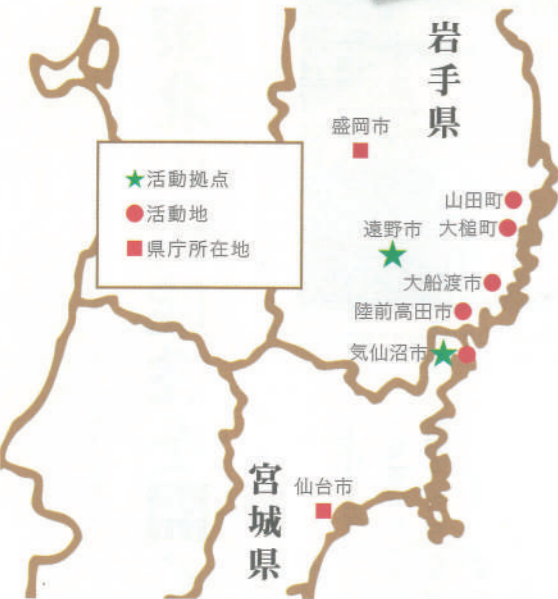 岩手県
盛岡市
★活動拠点
●活動地
■県庁所在地
山田町
遠野市
大槌町
大船渡市
陸前高田市
気仙沼市
宮城県
仙台市